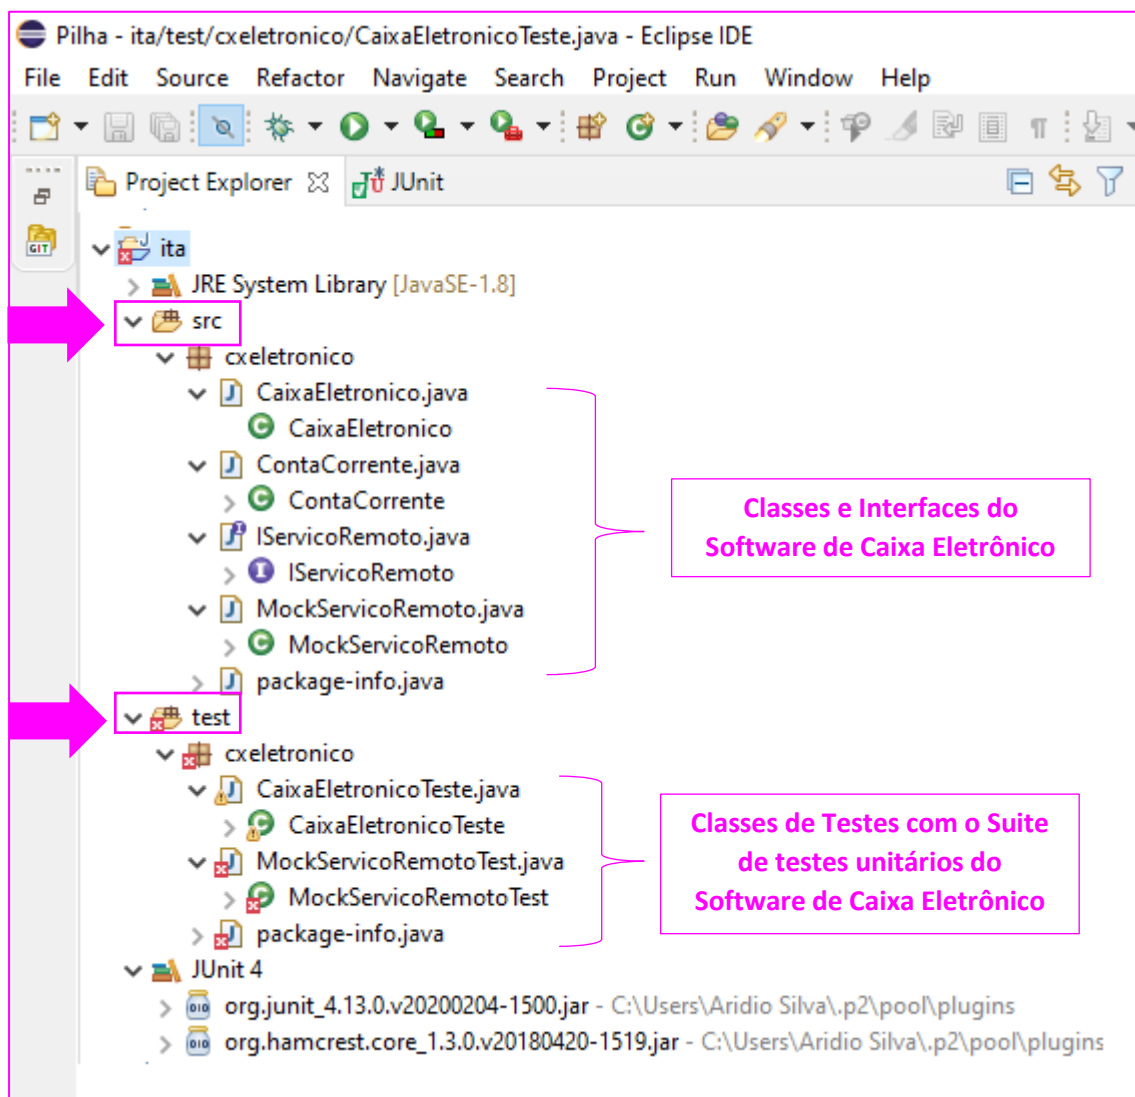 Pilha - ita/test/cxeletronico/CaixaEletronicoTeste.java - Eclipse IDE
File Edit Source Refactor Navigate Search Project Run Window Help
Project Explorer JUnit
GIT
ita
JRE System Library [JavaSE-1.8]
src
cxeletronico
CaixaEletronico.java
CaixaEletronico
ContaCorrente.java
ContaCorrente
IServicoRemoto.java
IServicoRemoto
MockServicoRemoto.java
MockServicoRemoto
package-info.java
Classes e Interfaces do
Software de Caixa Eletrônico
test
cxeletronico
CaixaEletronicoTeste.java
CaixaEletronicoTeste
MockServicoRemotoTest.java
MockServicoRemotoTest
package-info.java
Classes de Testes com o Suite
de testes unitários do
Software de Caixa Eletrônico
JUnit 4
org.junit_4.13.0.v20200204-1500.jar - C:\Users\Aridio Silva\.p2\pool\plugins
org.hamcrest.core_1.3.0.v20180420-1519.jar - C:\Users\Aridio Silva\.p2\pool\plugins